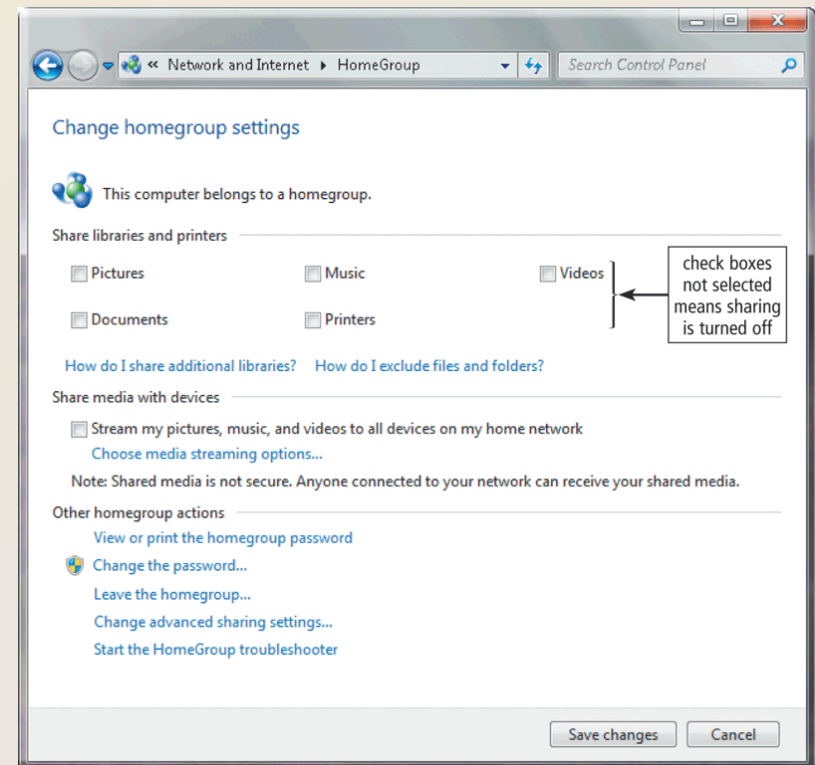 « Network and Internet ▸ HomeGroup
Search Control Panel
Change homegroup settings
This computer belongs to a homegroup.
Share libraries and printers
Pictures
Music
Videos
check boxes
not selected
means sharing
is turned off
Documents
Printers
How do I share additional libraries? How do I exclude files and folders?
Share media with devices
Stream my pictures, music, and videos to all devices on my home network
Choose media streaming options...
Note: Shared media is not secure. Anyone connected to your network can receive your shared media.
Other homegroup actions
View or print the homegroup password
Change the password...
Leave the homegroup...
Change advanced sharing settings...
Start the HomeGroup troubleshooter
Save changes
Cancel